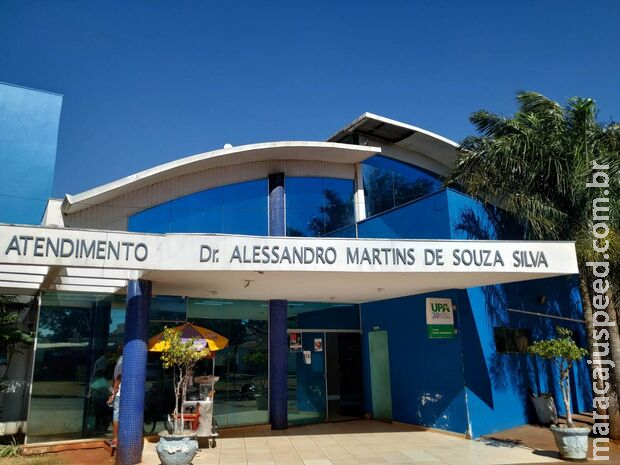 ATENDIMENTO Dr. ALESSANDRO MARTINS DE SOUZA SILVA
UPA
maracajuspeed.com.br